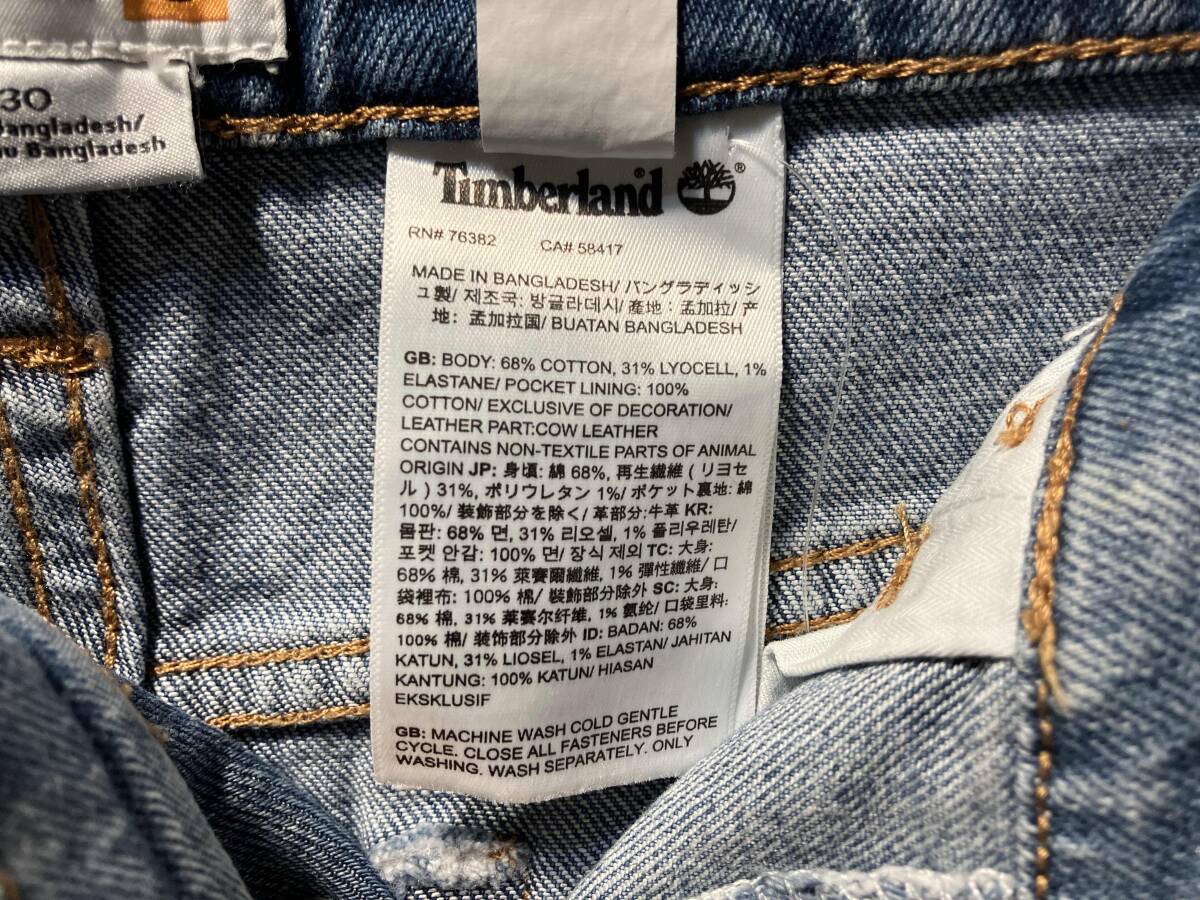 30
Bangladesh/
Bangladesh
Timberland®
®
RN# 76382 CA# 58417
MADE IN BANGLADESH/ バングラディッシ
ュ製/ 제조국: 방글라데시/ 產地：孟加拉/ 产
地：孟加拉国/ BUATAN BANGLADESH
GB: BODY: 68% COTTON, 31% LYOCELL, 1%
ELASTANE/ POCKET LINING: 100%
COTTON/ EXCLUSIVE OF DECORATION/
LEATHER PART:COW LEATHER
CONTAINS NON-TEXTILE PARTS OF ANIMAL
ORIGIN JP: 身頃: 綿 68%, 再生繊維 ( リヨセ
ル ) 31%, ポリウレタン 1%/ ポケット裏地: 綿
100%/ 装飾部分を除く/ 革部分:牛革 KR:
몸판: 68% 면, 31% 리오셀, 1% 폴리우레탄/
포켓 안감: 100% 면/ 장식 제외 TC: 大身:
68% 棉, 31% 萊賽爾纖維, 1% 彈性纖維/ 口
袋裡布: 100% 棉/ 裝飾部分除外 SC: 大身:
68% 棉, 31% 莱赛尔纤维, 1% 氨纶/ 口袋里料:
100% 棉/ 装饰部分除外 ID: BADAN: 68%
KATUN, 31% LIOSEL, 1% ELASTAN/ JAHITAN
KANTUNG: 100% KATUN/ HIASAN
EKSKLUSIF
GB: MACHINE WASH COLD GENTLE
CYCLE. CLOSE ALL FASTENERS BEFORE
WASHING. WASH SEPARATELY. ONLY